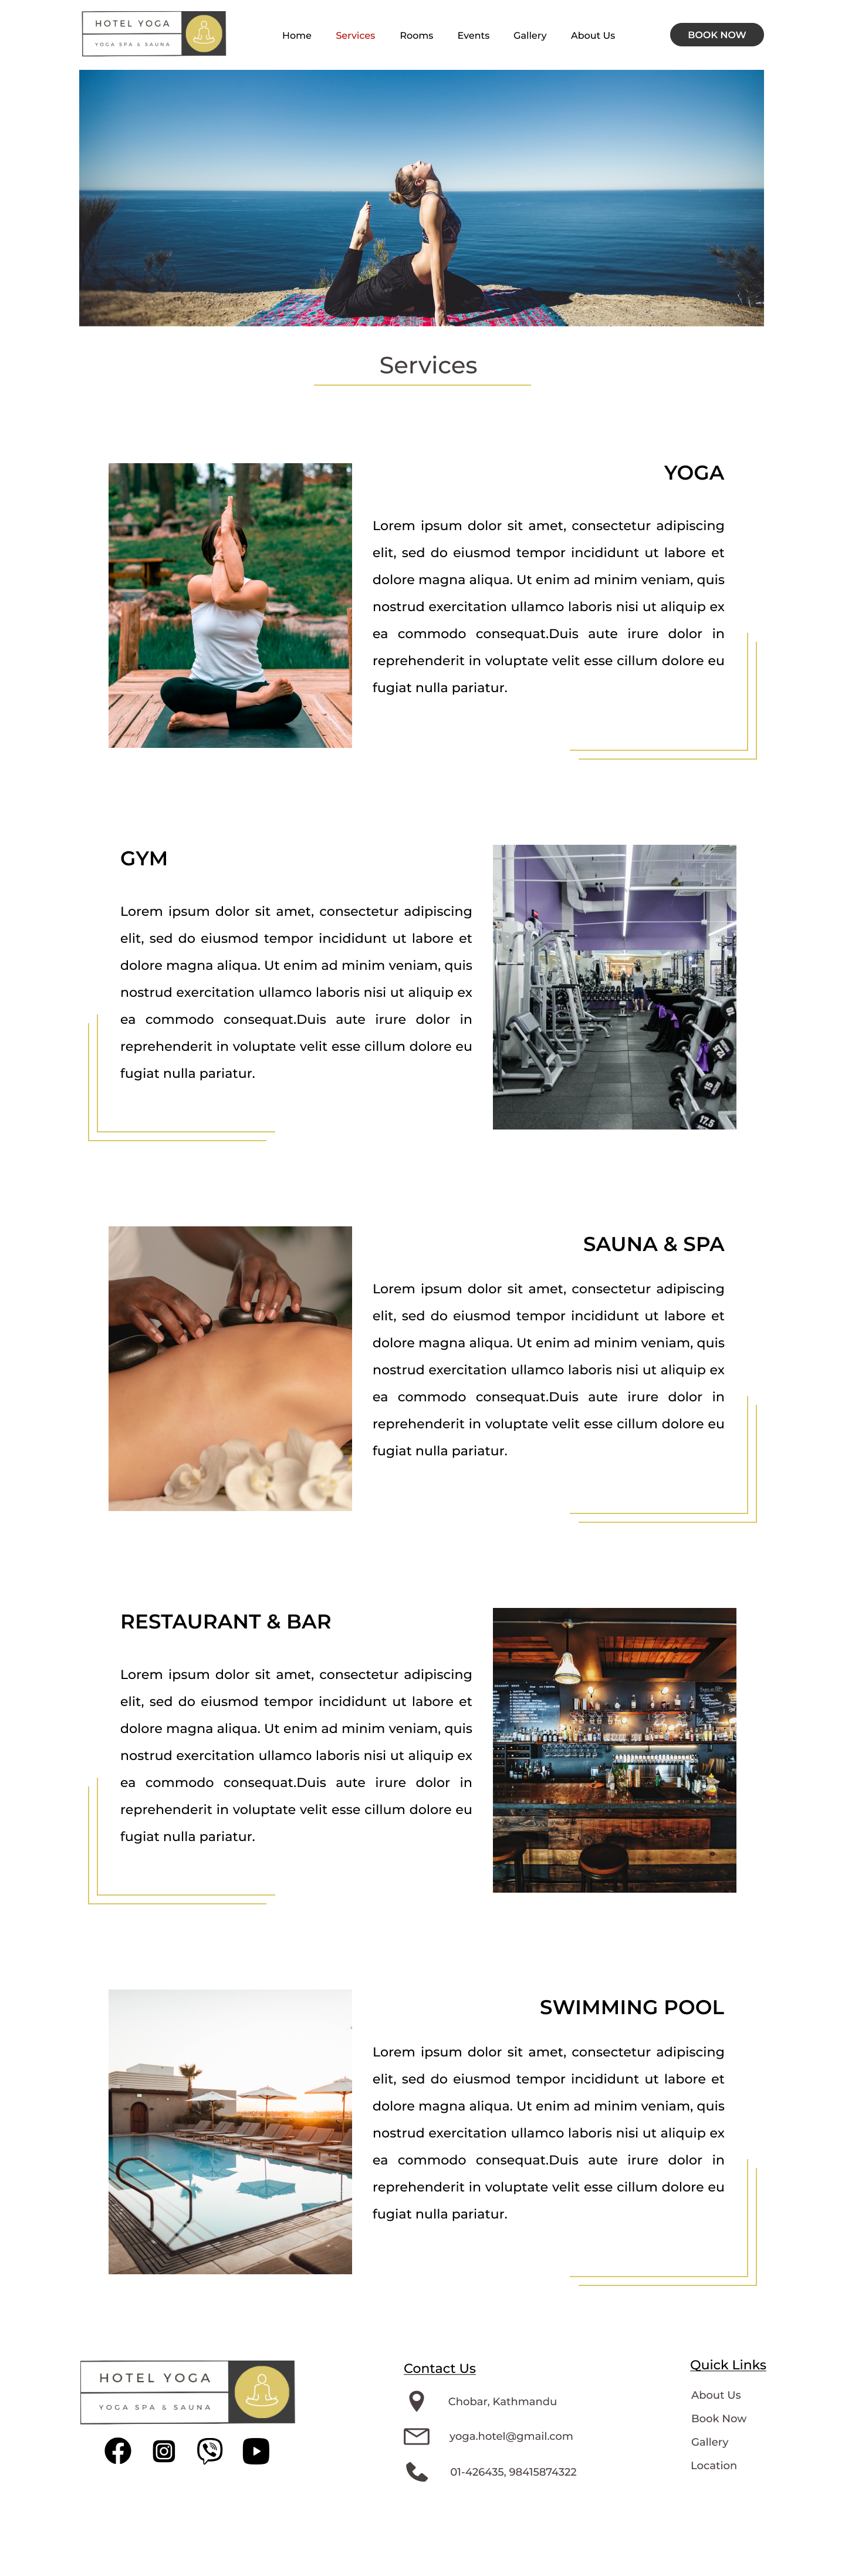 HOTEL YOGA
YOGA SPA & SAUNA
Home Services Rooms Events Gallery About Us BOOK NOW
Services
YOGA
Lorem ipsum dolor sit amet, consectetur adipiscing
elit, sed do eiusmod tempor incididunt ut labore et
dolore magna aliqua. Ut enim ad minim veniam, quis
nostrud exercitation ullamco laboris nisi ut aliquip ex
ea commodo consequat.Duis aute irure dolor in
reprehenderit in voluptate velit esse cillum dolore eu
fugiat nulla pariatur.
GYM
Lorem ipsum dolor sit amet, consectetur adipiscing
elit, sed do eiusmod tempor incididunt ut labore et
dolore magna aliqua. Ut enim ad minim veniam, quis
nostrud exercitation ullamco laboris nisi ut aliquip ex
ea commodo consequat.Duis aute irure dolor in
reprehenderit in voluptate velit esse cillum dolore eu
fugiat nulla pariatur.
15
17.5
SAUNA & SPA
Lorem ipsum dolor sit amet, consectetur adipiscing
elit, sed do eiusmod tempor incididunt ut labore et
dolore magna aliqua. Ut enim ad minim veniam, quis
nostrud exercitation ullamco laboris nisi ut aliquip ex
ea commodo consequat.Duis aute irure dolor in
reprehenderit in voluptate velit esse cillum dolore eu
fugiat nulla pariatur.
RESTAURANT & BAR
Lorem ipsum dolor sit amet, consectetur adipiscing
elit, sed do eiusmod tempor incididunt ut labore et
dolore magna aliqua. Ut enim ad minim veniam, quis
nostrud exercitation ullamco laboris nisi ut aliquip ex
ea commodo consequat.Duis aute irure dolor in
reprehenderit in voluptate velit esse cillum dolore eu
fugiat nulla pariatur.
SWIMMING POOL
Lorem ipsum dolor sit amet, consectetur adipiscing
elit, sed do eiusmod tempor incididunt ut labore et
dolore magna aliqua. Ut enim ad minim veniam, quis
nostrud exercitation ullamco laboris nisi ut aliquip ex
ea commodo consequat.Duis aute irure dolor in
reprehenderit in voluptate velit esse cillum dolore eu
fugiat nulla pariatur.
HOTEL YOGA
YOGA SPA & SAUNA
Contact Us
Chobar, Kathmandu
yoga.hotel@gmail.com
01-426435, 98415874322
Quick Links
About Us
Book Now
Gallery
Location